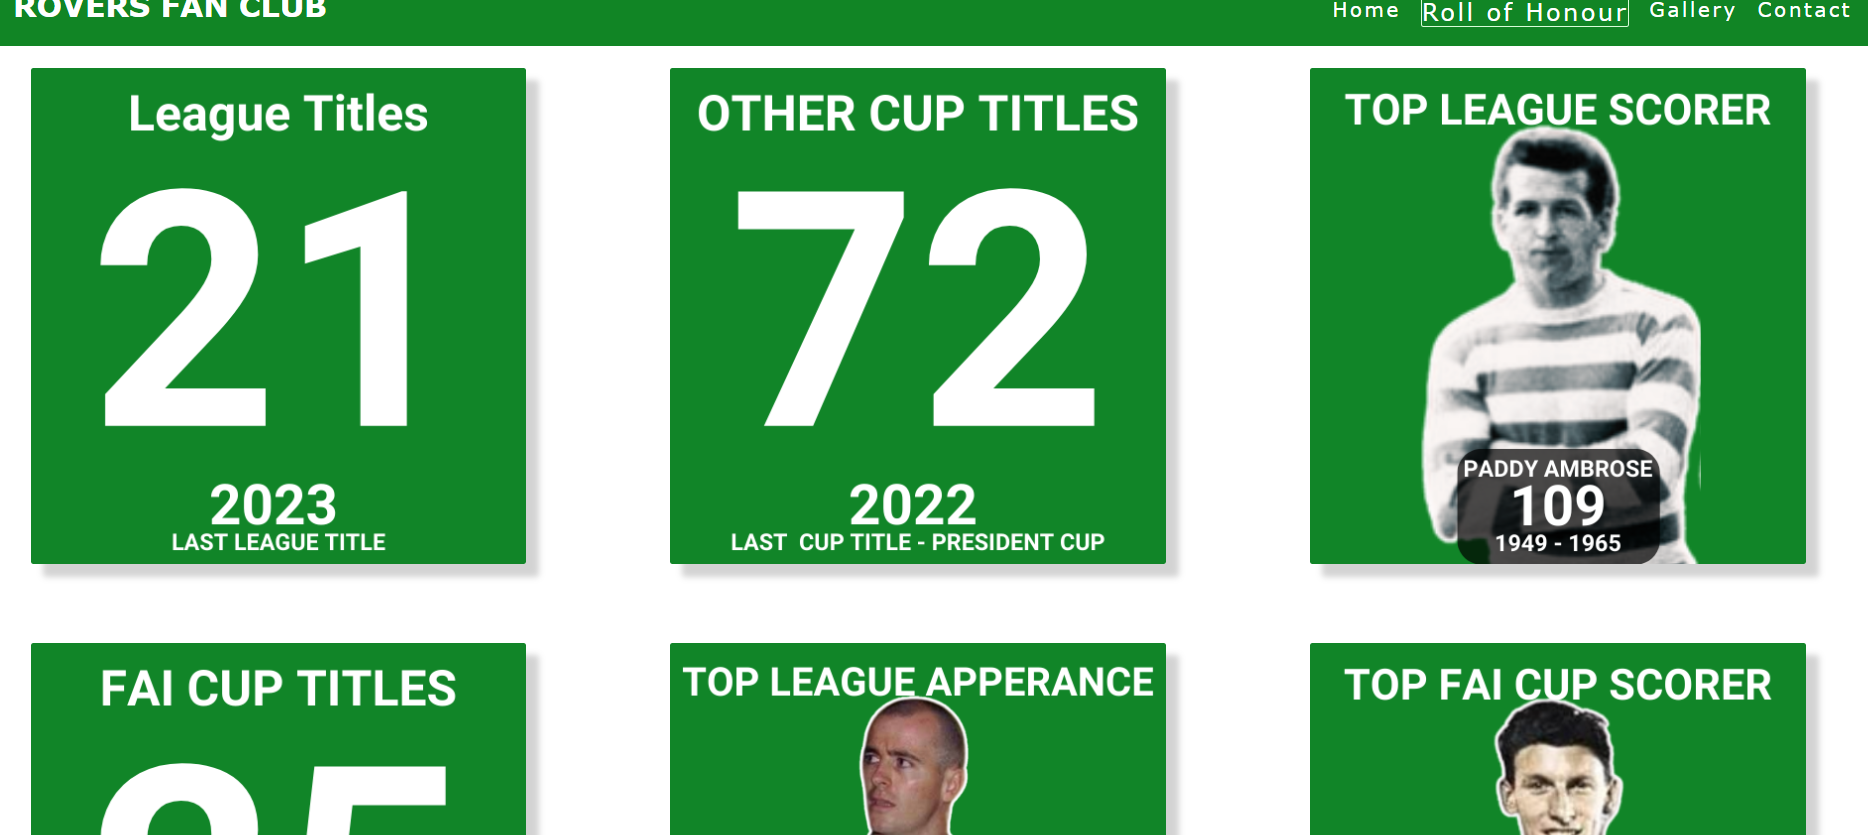 ROVERS FAN CLUB
Home Roll of Honour Gallery Contact
League Titles
21
2023
LAST LEAGUE TITLE
OTHER CUP TITLES
72
2022
LAST CUP TITLE - PRESIDENT CUP
TOP LEAGUE SCORER
PADDY AMBROSE
109
1949 - 1965
FAI CUP TITLES
25
TOP LEAGUE APPERANCE
TOP FAI CUP SCORER